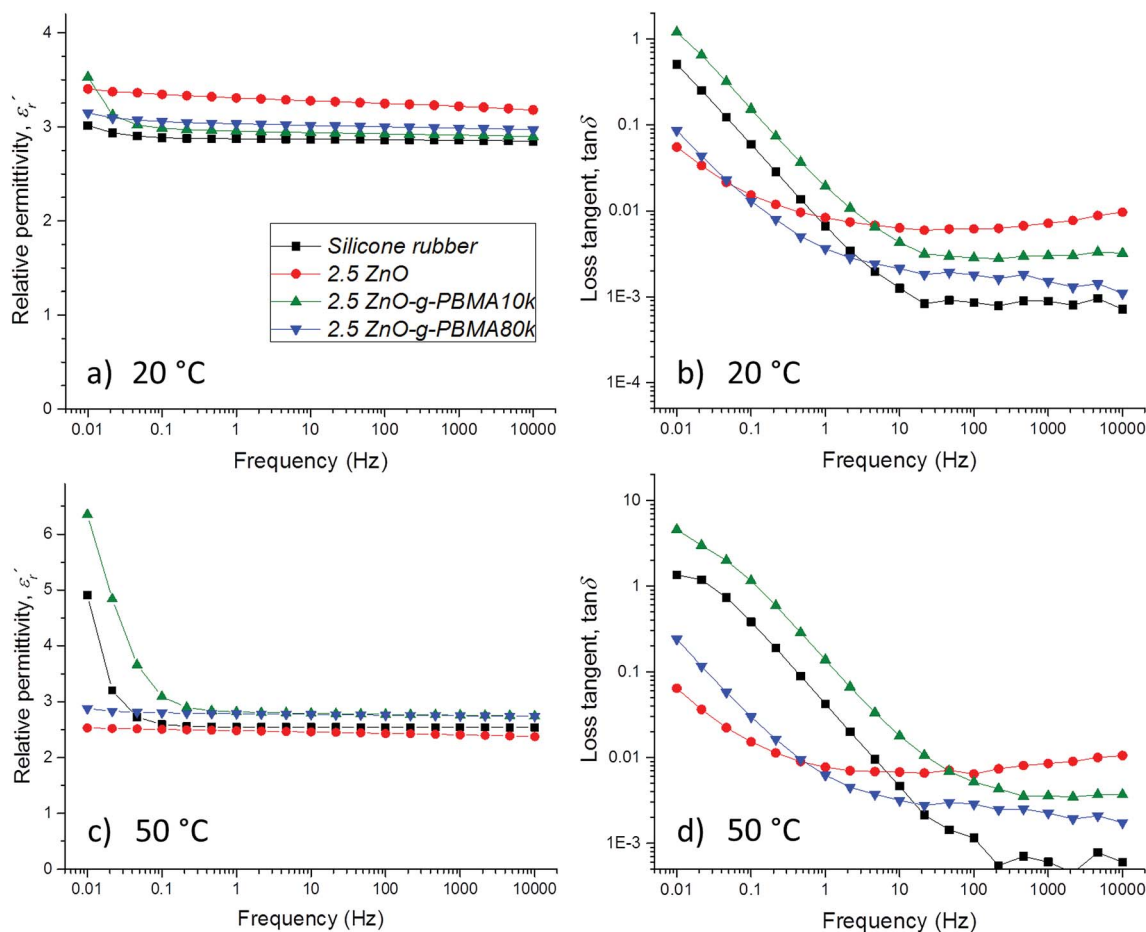 4
3
2
1
0
Relative permittivity, εr´
Silicone rubber
2.5 ZnO
2.5 ZnO-g-PBMA10k
2.5 ZnO-g-PBMA80k
a) 20 °C
0.01 0.1 1 10 100 1000 10000
Frequency (Hz)
1
0.1
0.01
1E-3
1E-4
Loss tangent, tanδ
b) 20 °C
0.01 0.1 1 10 100 1000 10000
Frequency (Hz)
6
5
4
3
2
1
0
Relative permittivity, εr´
c) 50 °C
0.01 0.1 1 10 100 1000 10000
Frequency (Hz)
10
1
0.1
0.01
1E-3
Loss tangent, tanδ
d) 50 °C
0.01 0.1 1 10 100 1000 10000
Frequency (Hz)